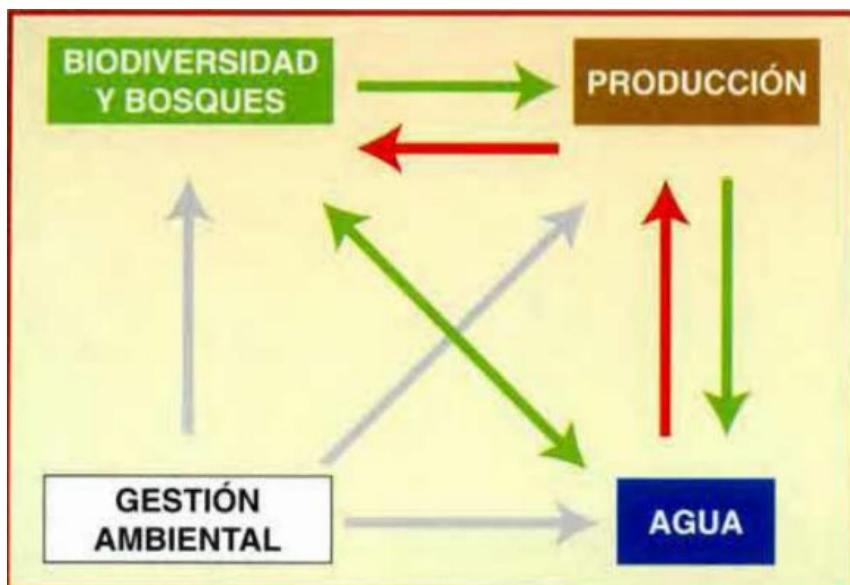 BIODIVERSIDAD
Y BOSQUES
PRODUCCIÓN
GESTIÓN
AMBIENTAL
AGUA